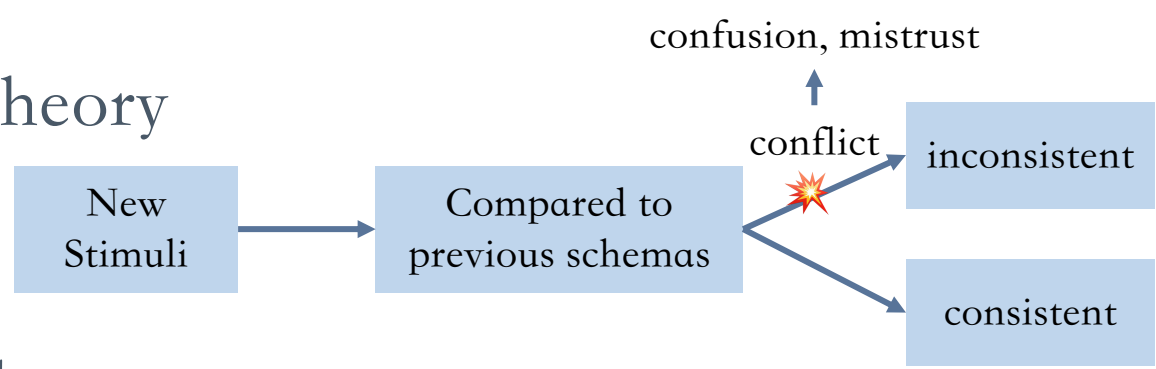 confusion, mistrust
heory
conflict
inconsistent
New
Stimuli
Compared to
previous schemas
consistent